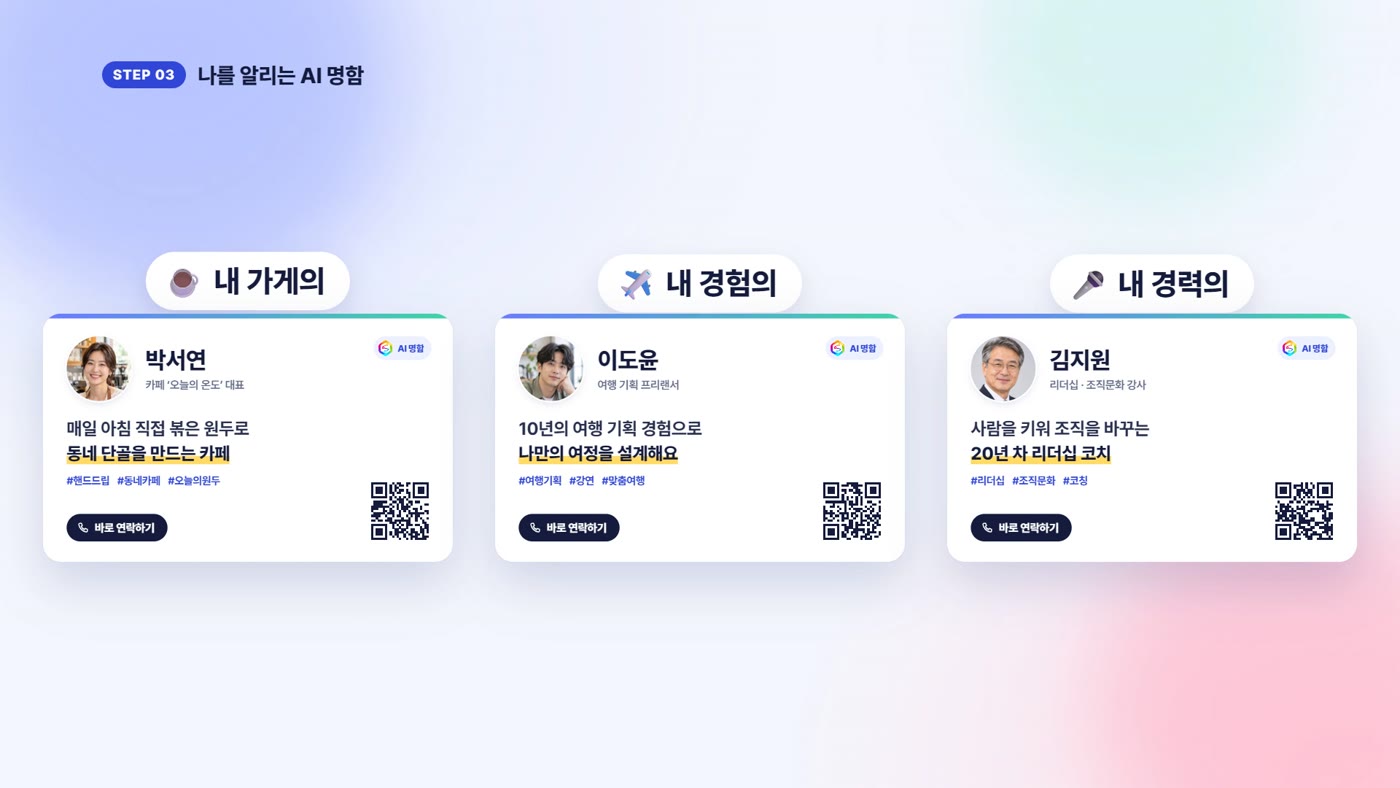 STEP 03 나를 알리는 AI 명함
내 가게의
AI 명함
박서연
카페 ‘오늘의 온도’ 대표
매일 아침 직접 볶은 원두로
동네 단골을 만드는 카페
#핸드드립 #동네카페 #오늘의원두
바로 연락하기
내 경험의
AI 명함
이도윤
여행 기획 프리랜서
10년의 여행 기획 경험으로
나만의 여정을 설계해요
#여행기획 #강연 #맞춤여행
바로 연락하기
내 경력의
AI 명함
김지원
리더십 · 조직문화 강사
사람을 키워 조직을 바꾸는
20년 차 리더십 코치
#리더십 #조직문화 #코칭
바로 연락하기